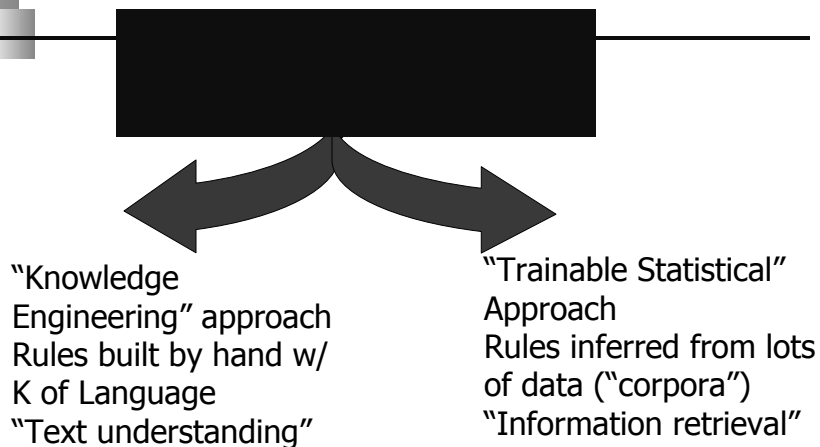 “Knowledge
Engineering” approach
Rules built by hand w/
K of Language
“Text understanding”
“Trainable Statistical”
Approach
Rules inferred from lots
of data (“corpora”)
“Information retrieval”